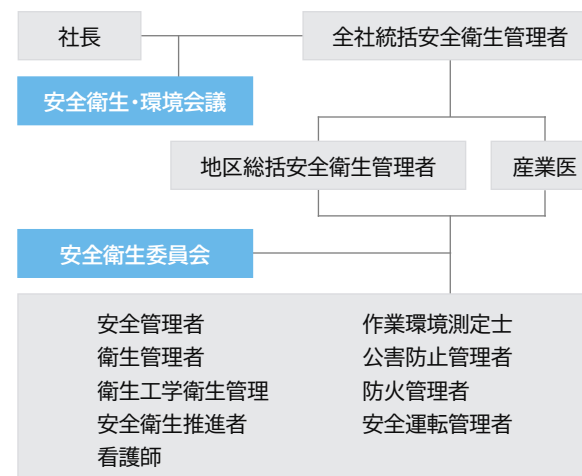 社長
全社統括安全衛生管理者
安全衛生・環境会議
地区総括安全衛生管理者
産業医
安全衛生委員会
安全管理者
衛生管理者
衛生工学衛生管理
安全衛生推進者
看護師
作業環境測定士
公害防止管理者
防火管理者
安全運転管理者